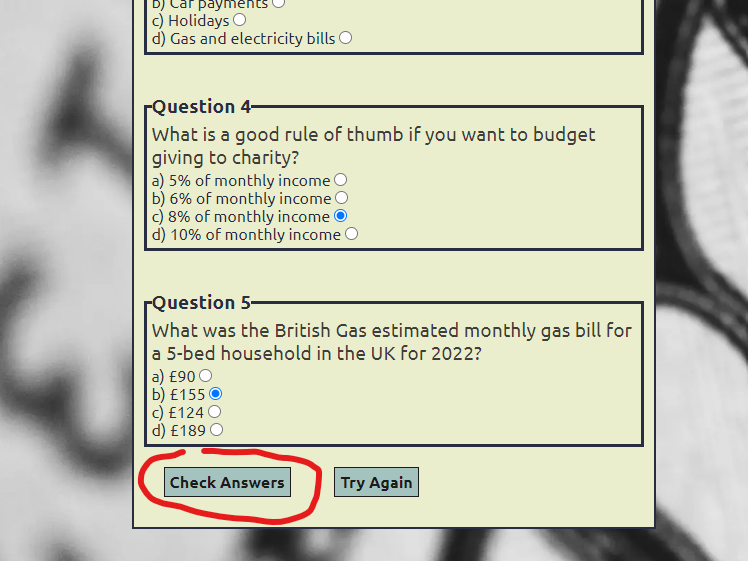 b) Car payments
c) Holidays
d) Gas and electricity bills
Question 4
What is a good rule of thumb if you want to budget
giving to charity?
a) 5% of monthly income
b) 6% of monthly income
c) 8% of monthly income
d) 10% of monthly income
Question 5
What was the British Gas estimated monthly gas bill for
a 5-bed household in the UK for 2022?
a) £90
b) £155
c) £124
d) £189
Check Answers Try Again